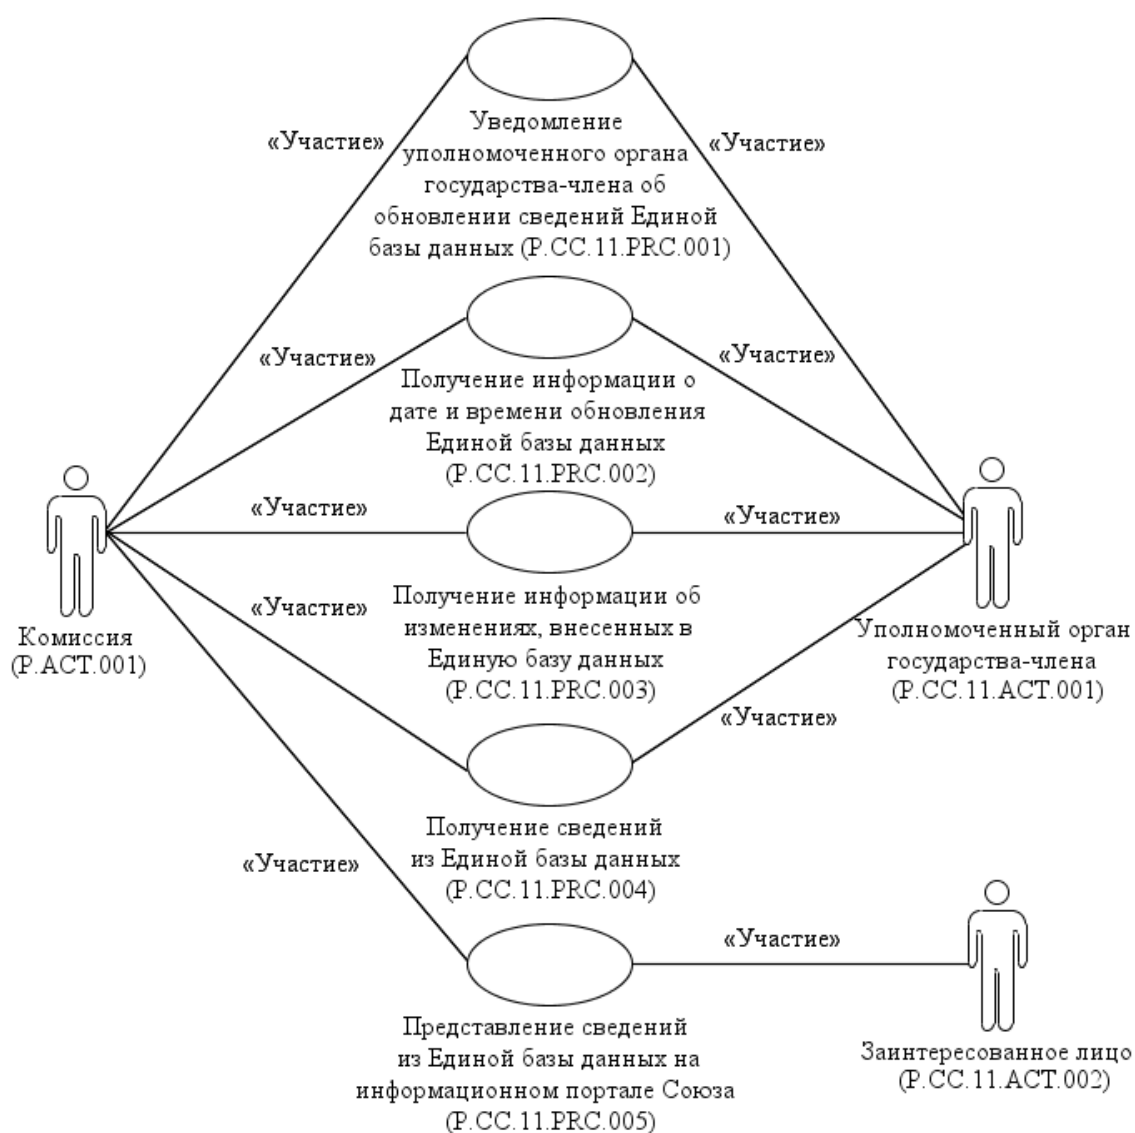 «Участие»
«Участие»
Уведомление
уполномоченного органа
государства-члена об
обновлении сведений Единой
базы данных (P.CC.11.PRC.001)
«Участие»
«Участие»
Получение информации о
дате и времени обновления
Единой базы данных
(P.CC.11.PRC.002)
«Участие»
«Участие»
Получение информации об
изменениях, внесенных в
Единую базу данных
(P.CC.11.PRC.003)
«Участие»
Комиссия
(P.ACT.001)
Уполномоченный орган
государства-члена
(P.CC.11.ACT.001)
«Участие»
Получение сведений
из Единой базы данных
(P.CC.11.PRC.004)
«Участие»
«Участие»
Представление сведений
из Единой базы данных на
информационном портале Союза
(P.CC.11.PRC.005)
Заинтересованное лицо
(P.CC.11.ACT.002)